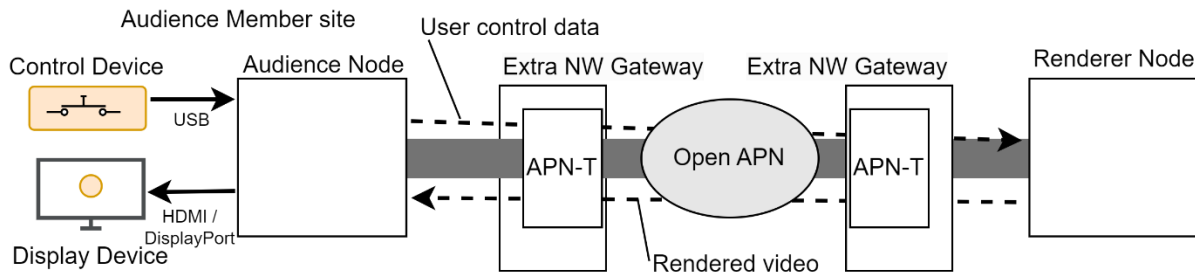 Audience Member site
User control data
Control Device
Audience Node
Extra NW Gateway
Extra NW Gateway
Renderer Node
USB
APN-T
Open APN
APN-T
HDMI /
DisplayPort
Display Device
Rendered video